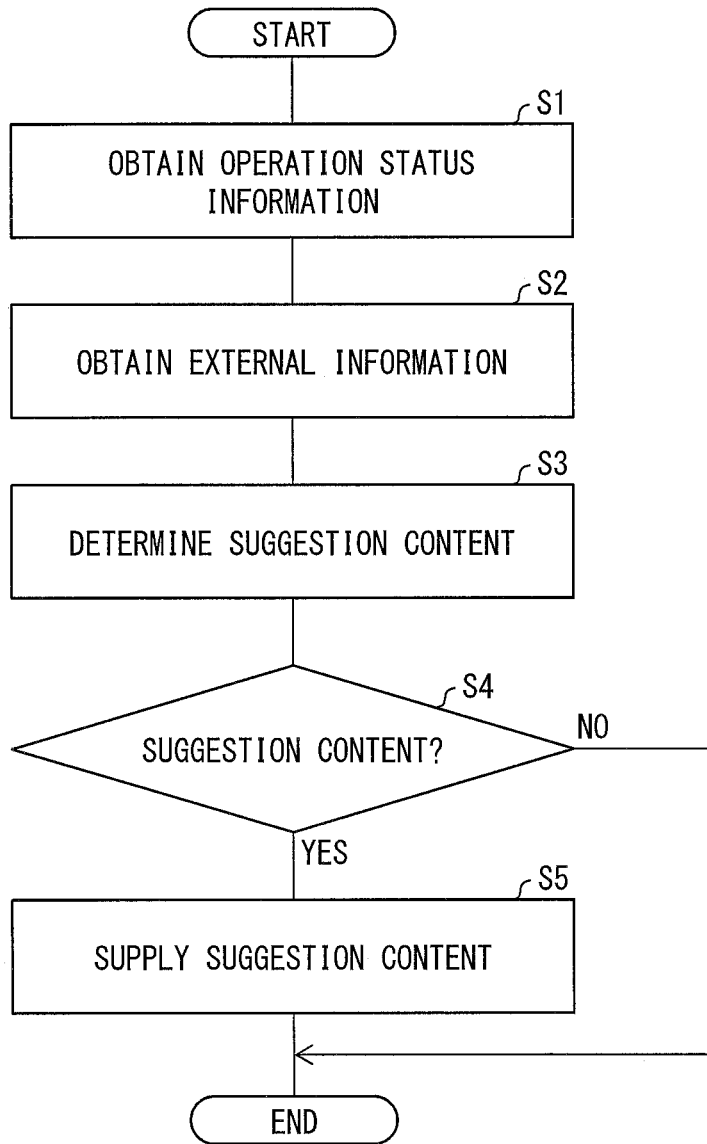 START
S1
OBTAIN OPERATION STATUS
INFORMATION
S2
OBTAIN EXTERNAL INFORMATION
S3
DETERMINE SUGGESTION CONTENT
S4
SUGGESTION CONTENT?
NO
YES
S5
SUPPLY SUGGESTION CONTENT
END